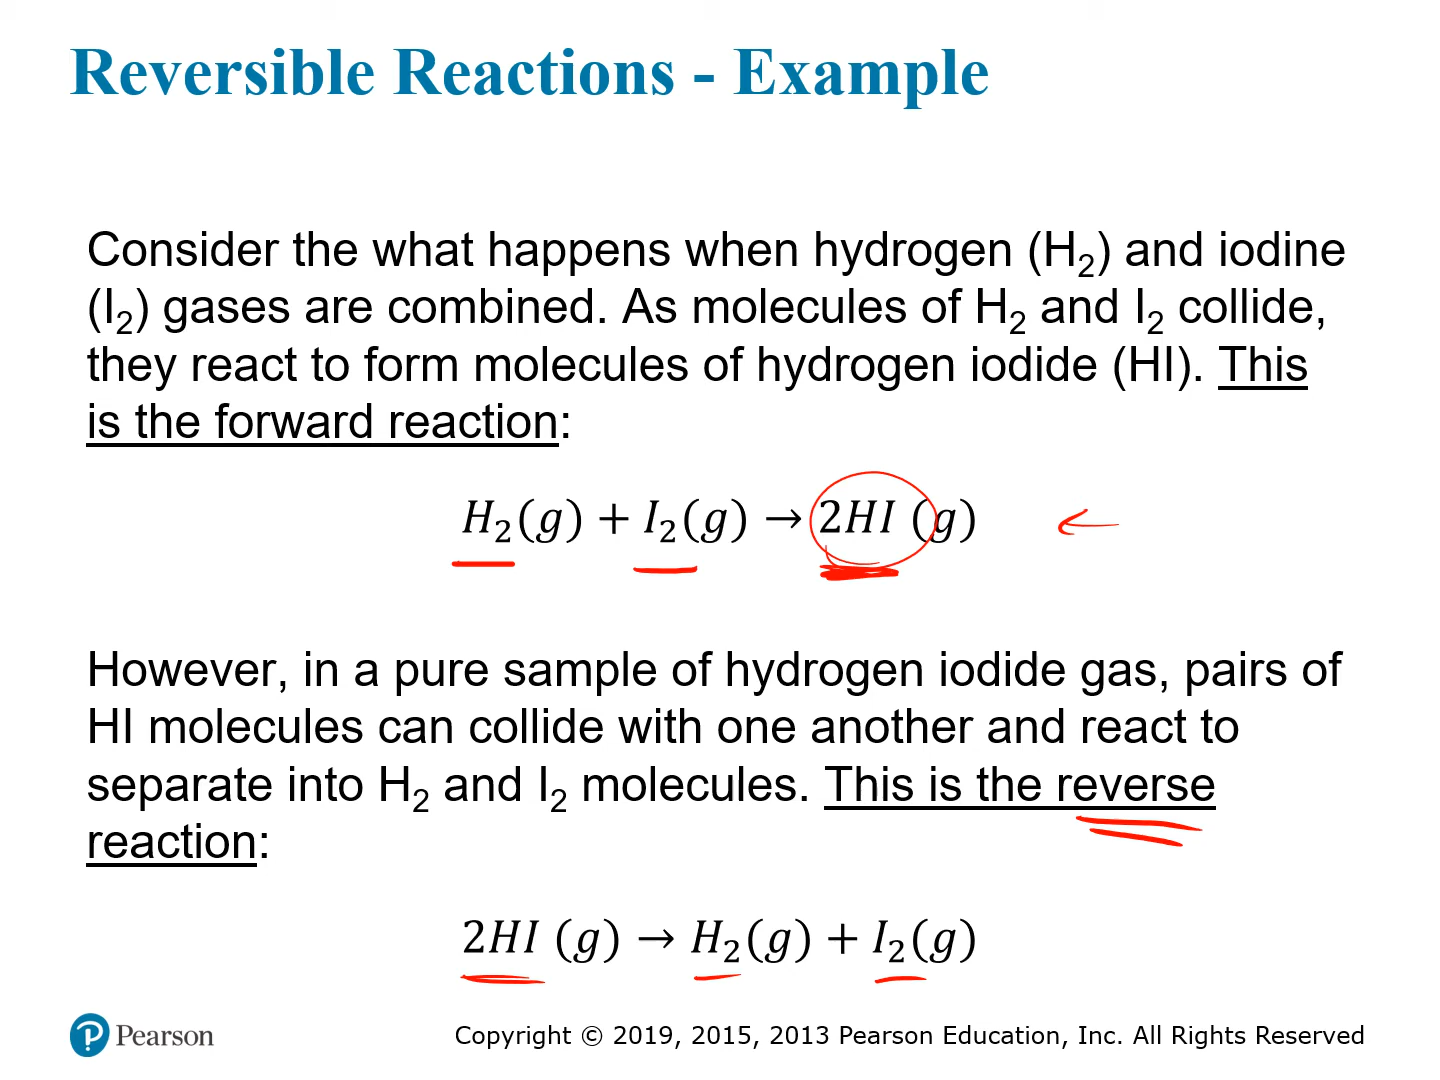 Reversible Reactions - Example
Consider the what happens when hydrogen (H₂) and iodine
(I₂) gases are combined. As molecules of H₂ and I₂ collide,
they react to form molecules of hydrogen iodide (HI). This
is the forward reaction:
H₂(g) + I₂(g) → 2HI (g)
However, in a pure sample of hydrogen iodide gas, pairs of
HI molecules can collide with one another and react to
separate into H₂ and I₂ molecules. This is the reverse
reaction:
2HI (g) → H₂(g) + I₂(g)
Pearson
Copyright © 2019, 2015, 2013 Pearson Education, Inc. All Rights Reserved